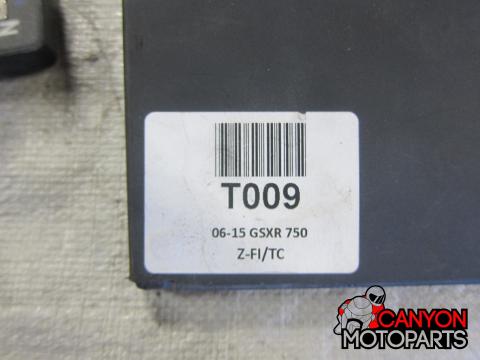 N
T009
06-15 GSXR 750
Z-FI/TC
CANYON
MOTOPARTS